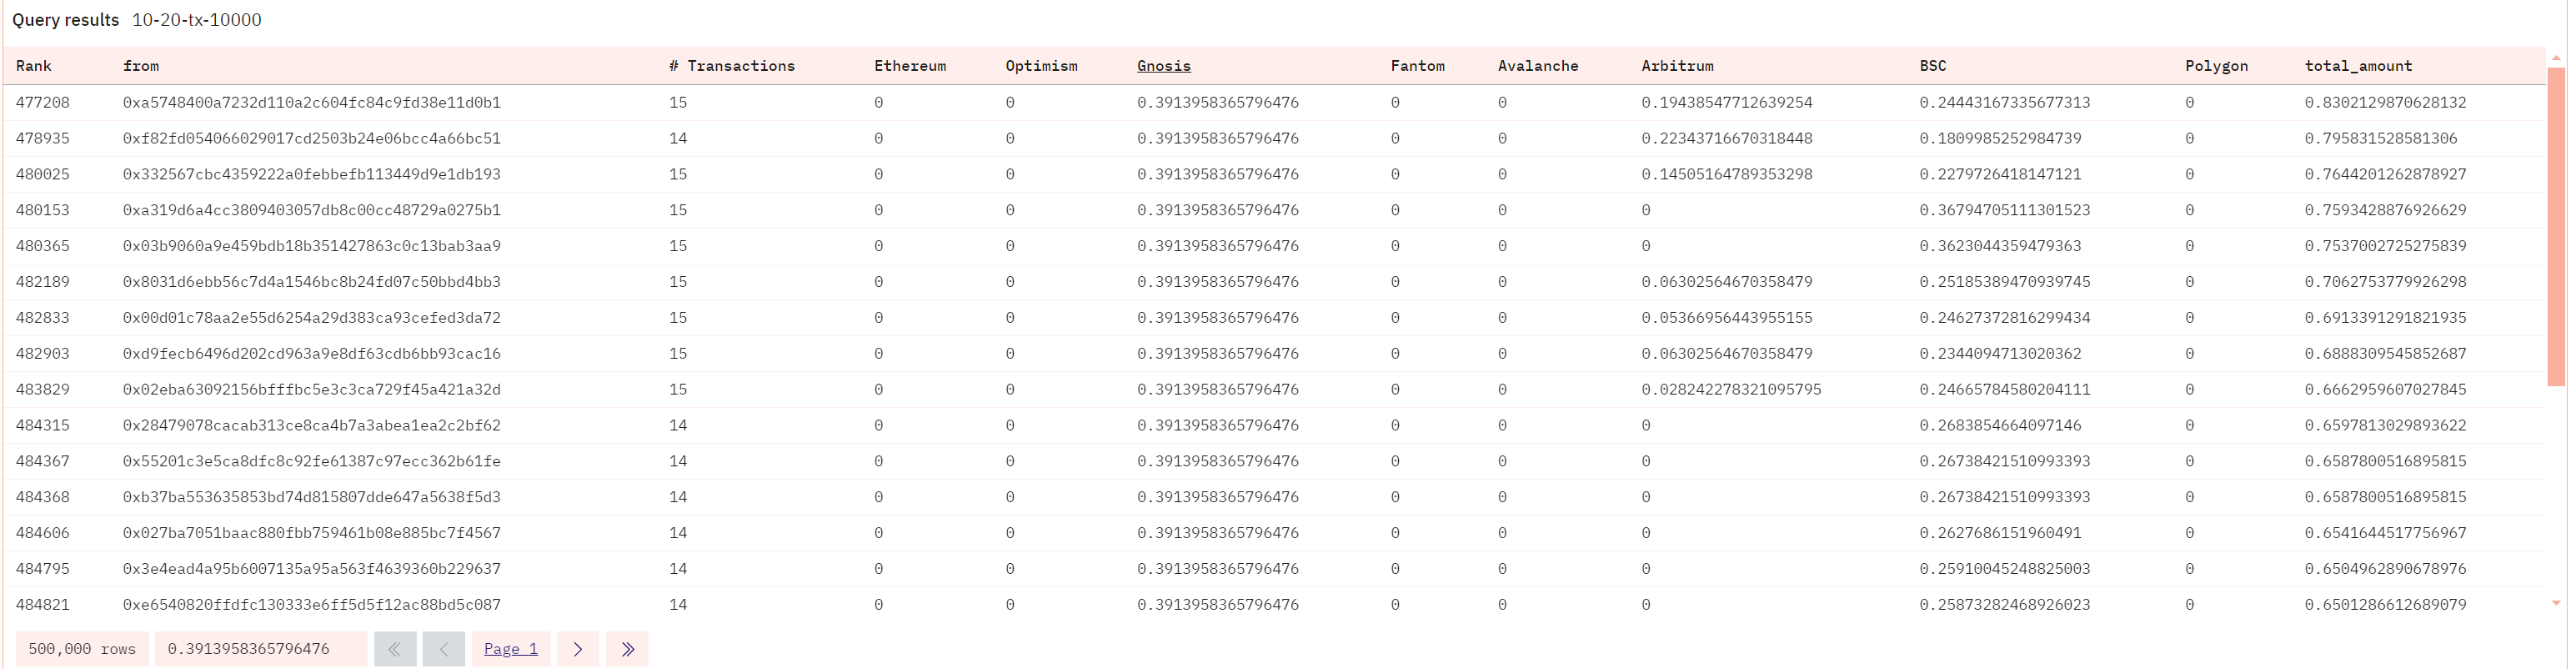 Query results 10-20-tx-10000
Rank from # Transactions Ethereum Optimism Gnosis Fantom Avalanche Arbitrum BSC Polygon total_amount
477208 0xa5748400a7232d110a2c604fc84c9fd38e11d0b1 15 0 0 0.3913958365796476 0 0 0.19438547712639254 0.24443167335677313 0 0.8302129870628132
478935 0xf82fd054066029017cd2503b24e06bcc4a66bc51 14 0 0 0.3913958365796476 0 0 0.22343716670318448 0.1809985252984739 0 0.795831528581306
480025 0x332567cbc4359222a0febbefb113449d9e1db193 15 0 0 0.3913958365796476 0 0 0.14505164789353298 0.2279726418147121 0 0.7644201262878927
480153 0xa319d6a4cc3809403057db8c00cc48729a0275b1 15 0 0 0.3913958365796476 0 0 0 0.36794705111301523 0 0.7593428876926629
480365 0x03b9060a9e459bdb18b351427863c0c13bab3aa9 15 0 0 0.3913958365796476 0 0 0 0.3623044359479363 0 0.7537002725275839
482189 0x8031d6ebb56c7d4a1546bc8b24fd07c50bbd4bb3 15 0 0 0.3913958365796476 0 0 0.06302564670358479 0.25185389470939745 0 0.7062753779926298
482833 0x00d01c78aa2e55d6254a29d383ca93cefed3da72 15 0 0 0.3913958365796476 0 0 0.05366956443955155 0.24627372816299434 0 0.6913391291821935
482903 0xd9fecb6496d202cd963a9e8df63cdb6bb93cac16 15 0 0 0.3913958365796476 0 0 0.06302564670358479 0.2344094713020362 0 0.6888309545852687
483829 0x02eba63092156bfffbc5e3c3ca729f45a421a32d 15 0 0 0.3913958365796476 0 0 0.028242278321095795 0.24665784580204111 0 0.6662959607027845
484315 0x28479078cacab313ce8ca4b7a3abea1ea2c2bf62 14 0 0 0.3913958365796476 0 0 0 0.2683854664097146 0 0.6597813029893622
484367 0x55201c3e5ca8dfc8c92fe61387c97ecc362b61fe 14 0 0 0.3913958365796476 0 0 0 0.26738421510993393 0 0.6587800516895815
484368 0xb37ba553635853bd74d815807dde647a5638f5d3 14 0 0 0.3913958365796476 0 0 0 0.26738421510993393 0 0.6587800516895815
484606 0x027ba7051baac880fbb759461b08e885bc7f4567 14 0 0 0.3913958365796476 0 0 0 0.2627686151960491 0 0.6541644517756967
484795 0x3e4ead4a95b6007135a95a563f4639360b229637 14 0 0 0.3913958365796476 0 0 0 0.25910045248825003 0 0.6504962890678976
484821 0xe6540820ffdfc130333e6ff5d5f12ac88bd5c087 14 0 0 0.3913958365796476 0 0 0 0.25873282468926023 0 0.6501286612689079
500,000 rows 0.3913958365796476 « ‹ Page 1 › »